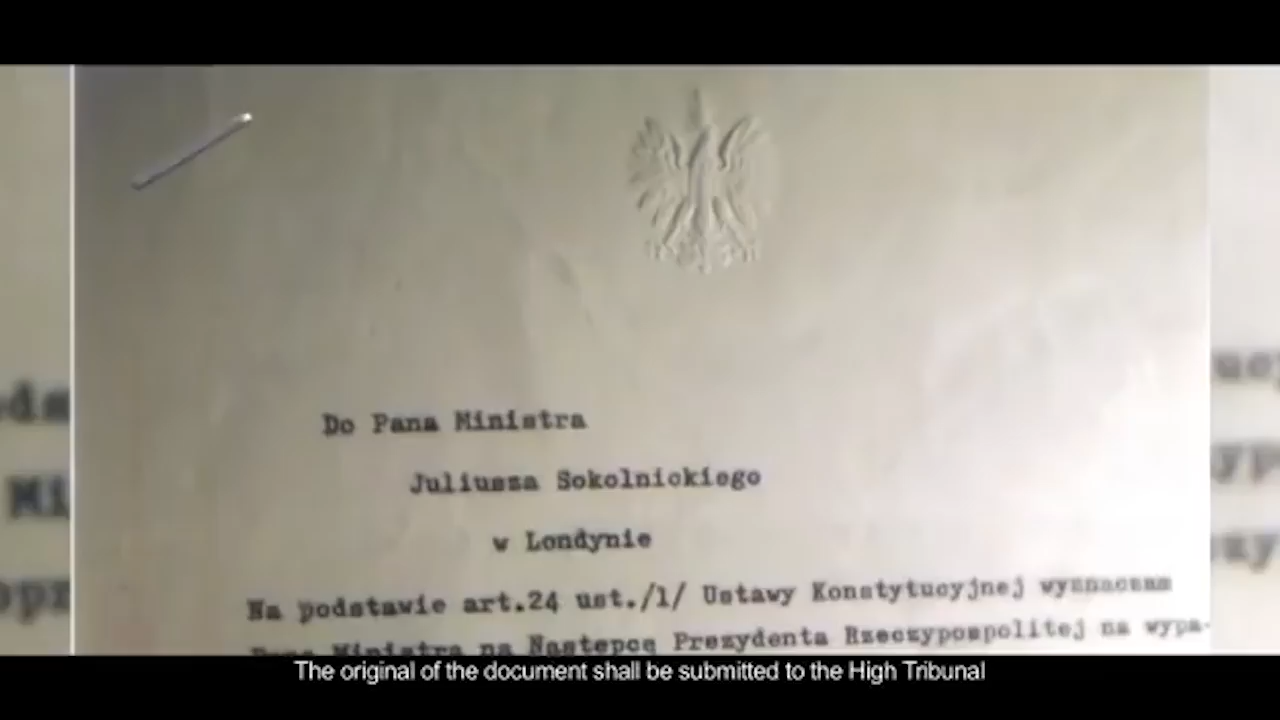 Do Pana Ministra
Juliusza Sokolnickiego
w Londynie
Na podstawie art.24 ust./1/ Ustawy Konstytucyjnej wyznaczam
Pana Ministra na Następcę Prezydenta Rzeczypospolitej na wypa-
The original of the document shall be submitted to the High Tribunal